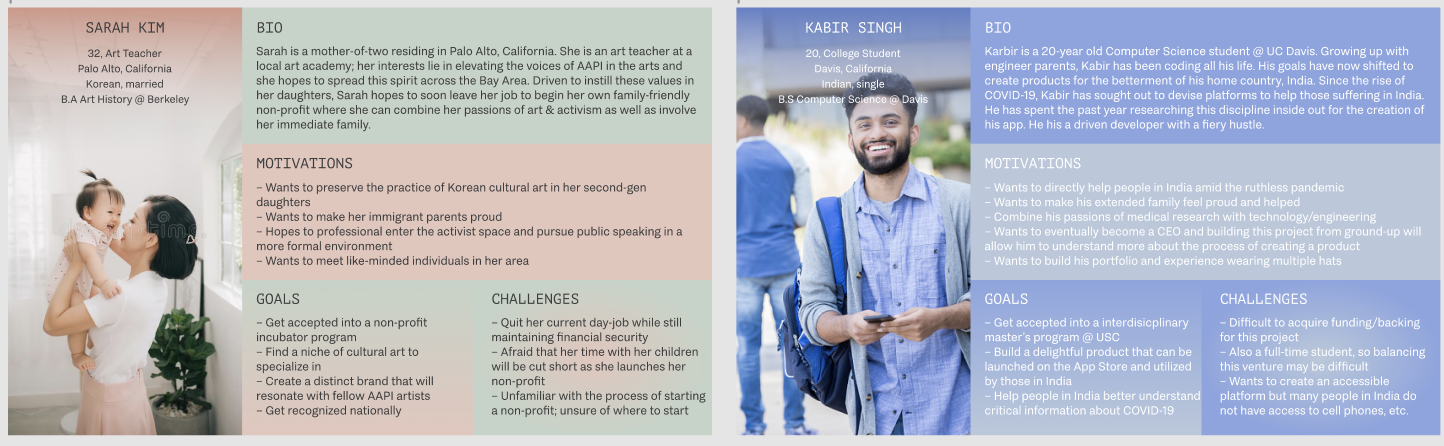 SARAH KIM
32, Art Teacher
Palo Alto, California
Korean, married
B.A Art History @ Berkeley
BIO
Sarah is a mother-of-two residing in Palo Alto, California. She is an art teacher at a
local art academy; her interests lie in elevating the voices of AAPI in the arts and
she hopes to spread this spirit across the Bay Area. Driven to instill these values in
her daughters, Sarah hopes to soon leave her job to begin her own family-friendly
non-profit where she can combine her passions of art & activism as well as involve
her immediate family.
MOTIVATIONS
– Wants to preserve the practice of Korean cultural art in her second-gen
daughters
– Wants to make her immigrant parents proud
– Hopes to professional enter the activist space and pursue public speaking in a
more formal environment
– Wants to meet like-minded individuals in her area
GOALS
– Get accepted into a non-profit
incubator program
– Find a niche of cultural art to
specialize in
– Create a distinct brand that will
resonate with fellow AAPI artists
– Get recognized nationally
CHALLENGES
– Quit her current day-job while still
maintaining financial security
– Afraid that her time with her children
will be cut short as she launches her
non-profit
– Unfamiliar with the process of starting
a non-profit; unsure of where to start
KABIR SINGH
20, College Student
Davis, California
Indian, single
B.S Computer Science @ Davis
BIO
Karbir is a 20-year old Computer Science student @ UC Davis. Growing up with
engineer parents, Kabir has been coding all his life. His goals have now shifted to
create products for the betterment of his home country, India. Since the rise of
COVID-19, Kabir has sought out to devise platforms to help those suffering in India.
He has spent the past year researching this discipline inside out for the creation of
his app. He his a driven developer with a fiery hustle.
MOTIVATIONS
– Wants to directly help people in India amid the ruthless pandemic
– Wants to make his extended family feel proud and helped
– Combine his passions of medical research with technology/engineering
– Wants to eventually become a CEO and building this project from ground-up will
allow him to understand more about the process of creating a product
– Wants to build his portfolio and experience wearing multiple hats
GOALS
– Get accepted into a interdisicplinary
master's program @ USC
– Build a delightful product that can be
launched on the App Store and utilized
by those in India
– Help people in India better understand
critical information about COVID-19
CHALLENGES
– Difficult to acquire funding/backing
for this project
– Also a full-time student, so balancing
this venture may be difficult
– Wants to create an accessible
platform but many people in India do
not have access to cell phones, etc.